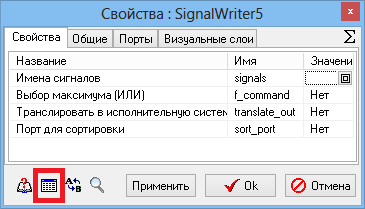 Свойства : SignalWriter5
x
Свойства Общие Порты Визуальные слои Σ
Название Имя Значени
Имена сигналов signals
Выбор максимума (ИЛИ) f_command Нет
Транслировать в исполнительную систем translate_out Нет
Порт для сортировки sort_port Нет
A B Применить Ok Отмена